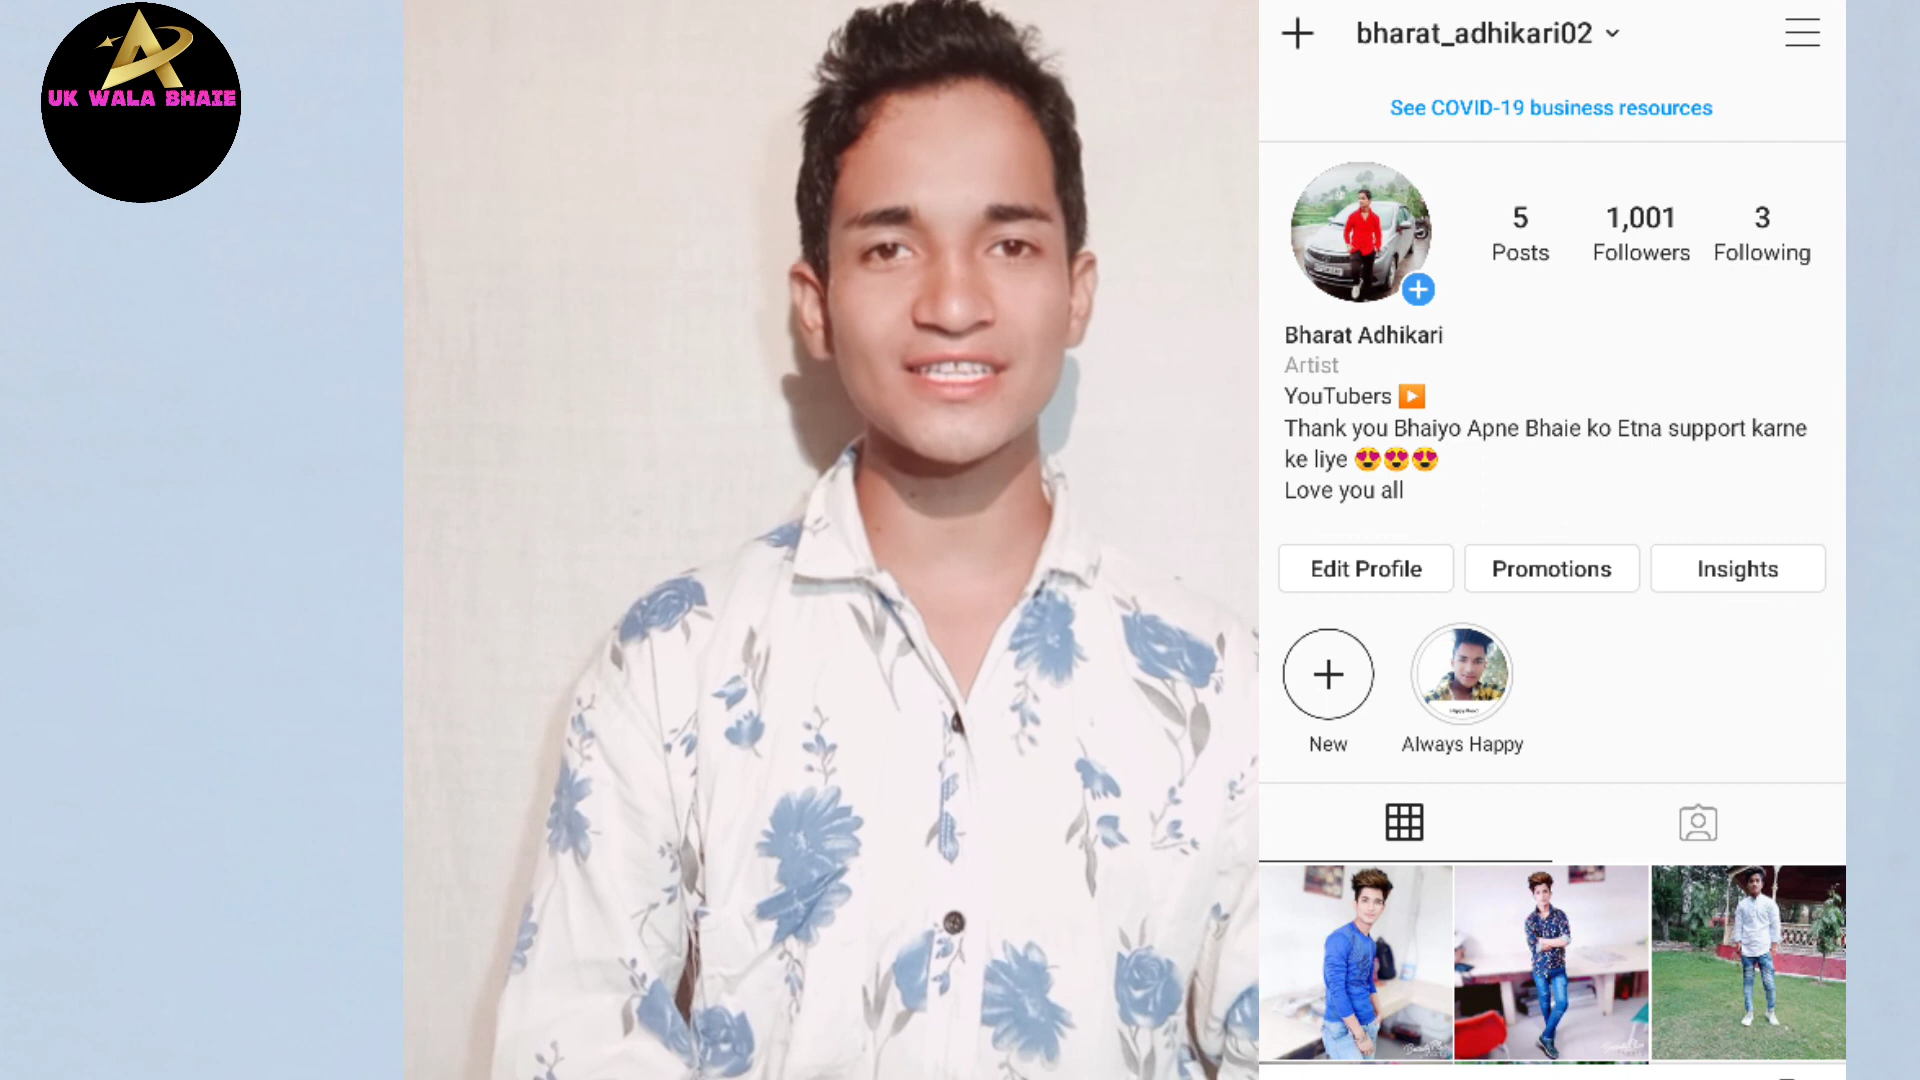 UK WALA BHAIE
bharat_adhikari02
See COVID-19 business resources
5
Posts
1,001
Followers
3
Following
Bharat Adhikari
Artist
YouTubers ▶️
Thank you Bhaiyo Apne Bhaie ko Etna support karne
ke liye 😍😍😍
Love you all
Edit Profile
Promotions
Insights
New
Always Happy